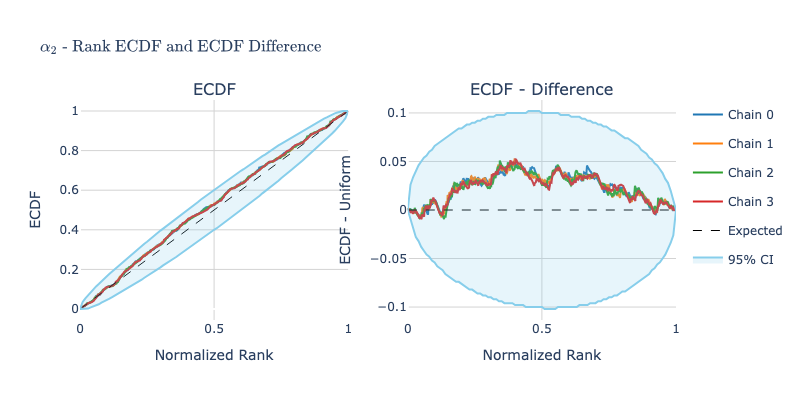 α₂ - Rank ECDF and ECDF Difference
ECDF
ECDF - Difference
ECDF
1
0.8
0.6
0.4
0.2
0
0
0.5
1
Normalized Rank
ECDF - Uniform
0.1
0.05
0
−0.05
−0.1
0
0.5
1
Normalized Rank
Chain 0
Chain 1
Chain 2
Chain 3
Expected
95% CI